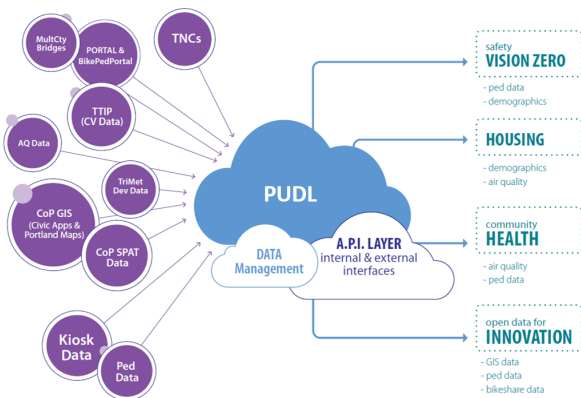 MultCty
Bridges
PORTAL &
BikePedPortal
TNCs
TTIP
(CV Data)
AQ Data
TriMet
Dev Data
CoP GIS
(Civic Apps &
Portland Maps)
CoP SPAT
Data
Kiosk
Data
Ped
Data
PUDL
DATA
Management
A.P.I. LAYER
internal & external
interfaces
safety
VISION ZERO
- ped data
- demographics
HOUSING
- demographics
- air quality
community
HEALTH
- air quality
- ped data
open data for
INNOVATION
- GIS data
- ped data
- bikeshare data